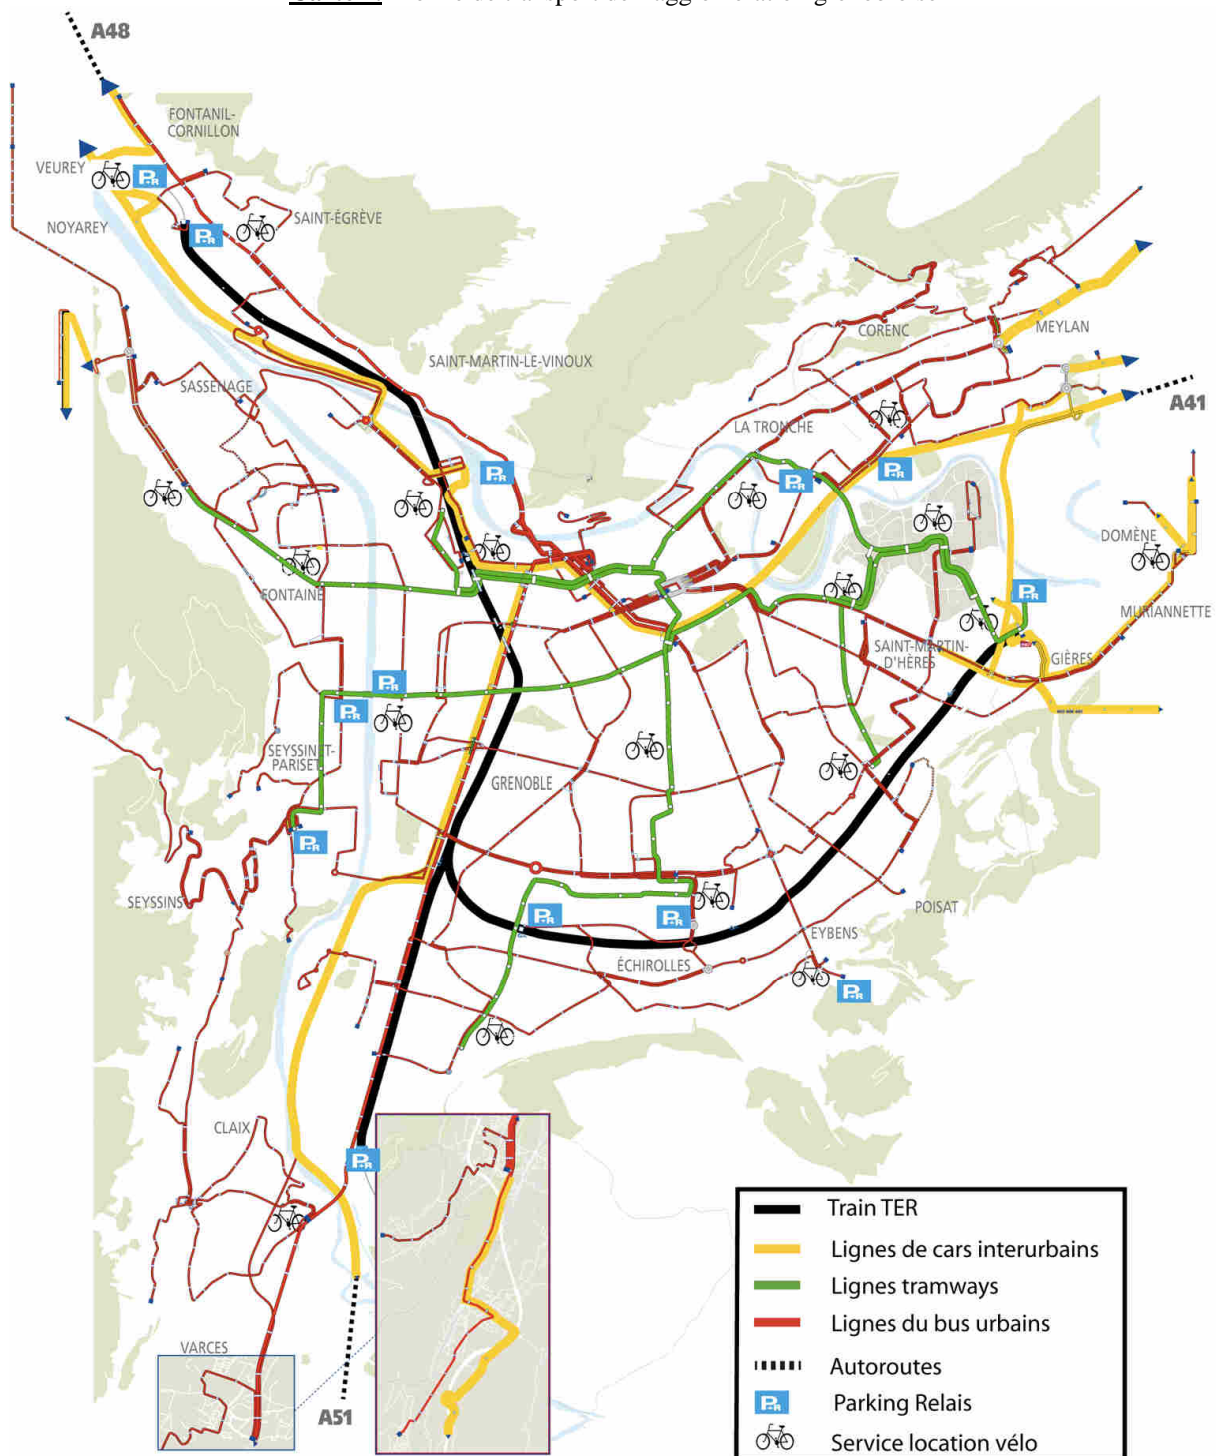 A48
FONTANIL-
CORNILLON
VEUREY
P+R
NOYAREY
SAINT-ÉGRÈVE
P+R
CORENC
MEYLAN
SAINT-MARTIN-LE-VINOUX
SASSENAGE
A41
LA TRONCHE
P+R
P+R
P+R
DOMÈNE
FONTAINE
P+R
MURIANNETTE
SAINT-MARTIN-
D'HÈRES
GIÈRES
P+R
P+R
SEYSSINET-
PARISET
GRENOBLE
P+R
SEYSSINS
POISAT
P+R
P+R
EYBENS
ÉCHIROLLES
P+R
CLAIX
P+R
VARCES
A51
Train TER
Lignes de cars interurbains
Lignes tramways
Lignes du bus urbains
Autoroutes
P+R Parking Relais
Service location vélo